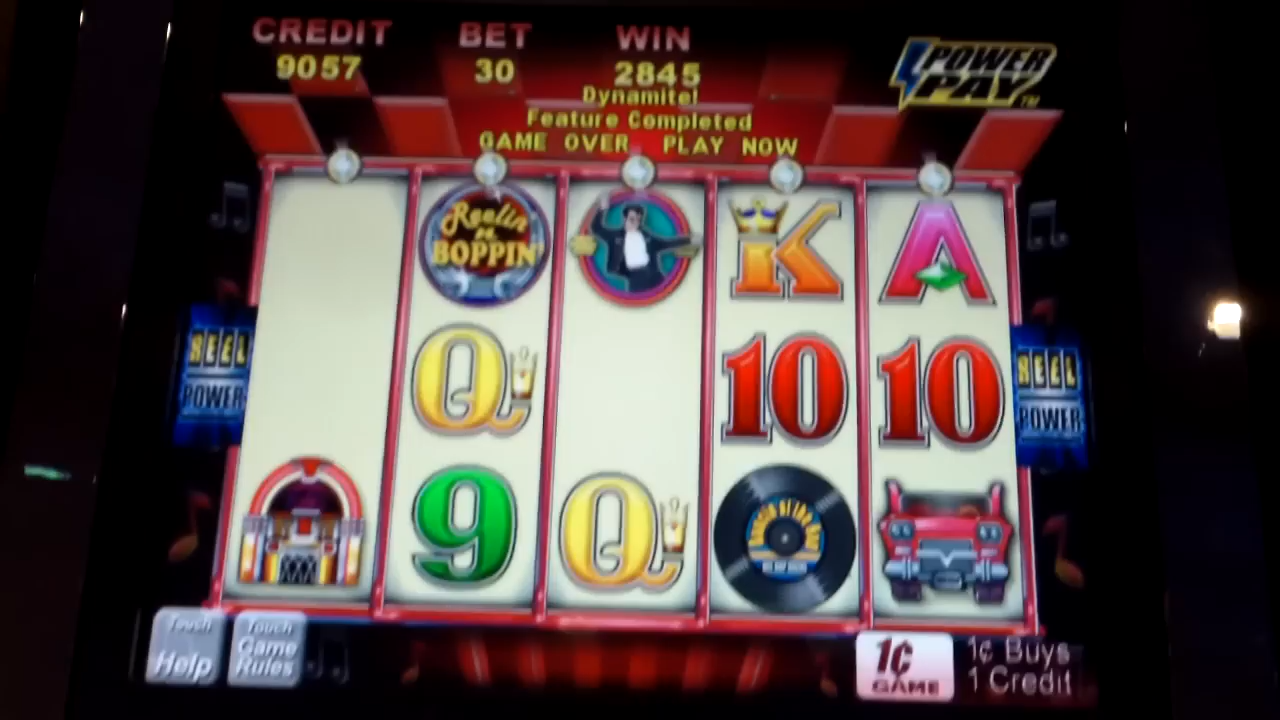 CREDIT BET WIN
9057 30 2845
POWER
PAY™
Dynamite!
Feature Completed
GAME OVER PLAY NOW
Reelin
n
BOPPIN'
K
A
REEL
POWER
Q
10
10
REEL
POWER
9
Q
Touch
Help
Touch
Game
Rules
1¢
GAME
1¢ Buys
1 Credit